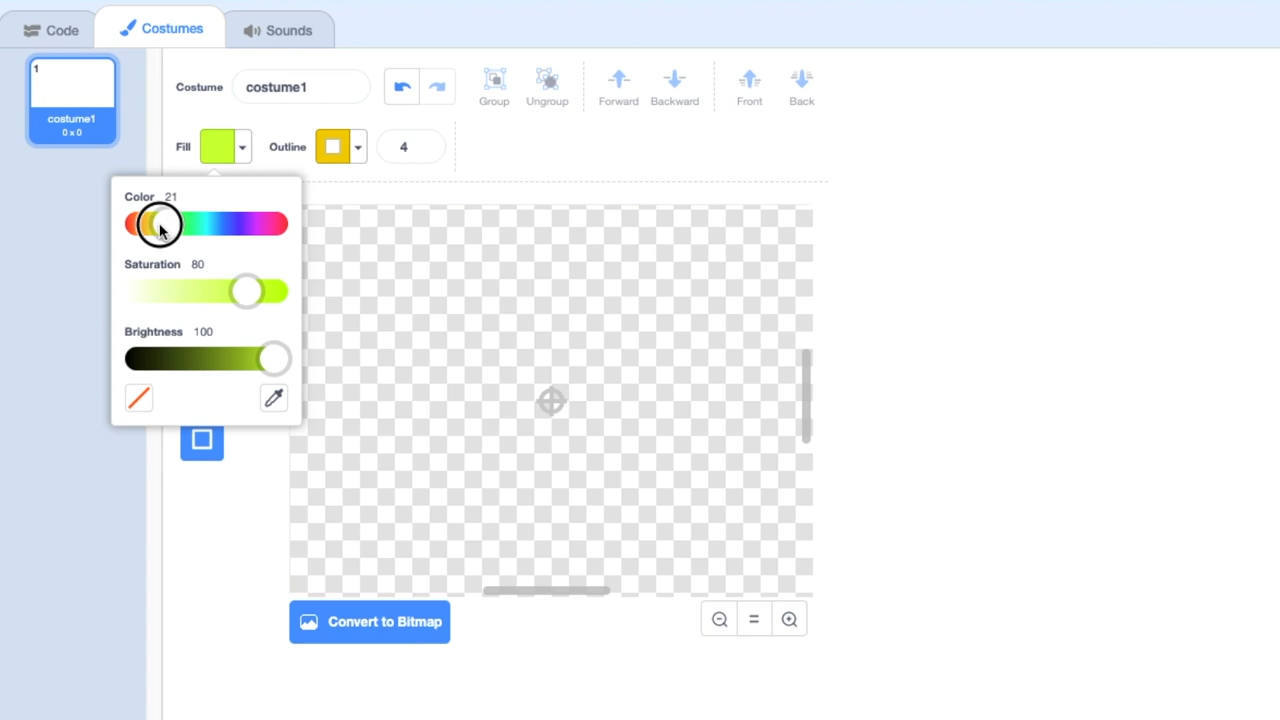 Code
Costumes
Sounds
1
costume1
0 x 0
Costume
costume1
Group
Ungroup
Forward
Backward
Front
Back
Fill
Outline
4
Color 21
Saturation 80
Brightness 100
Convert to Bitmap